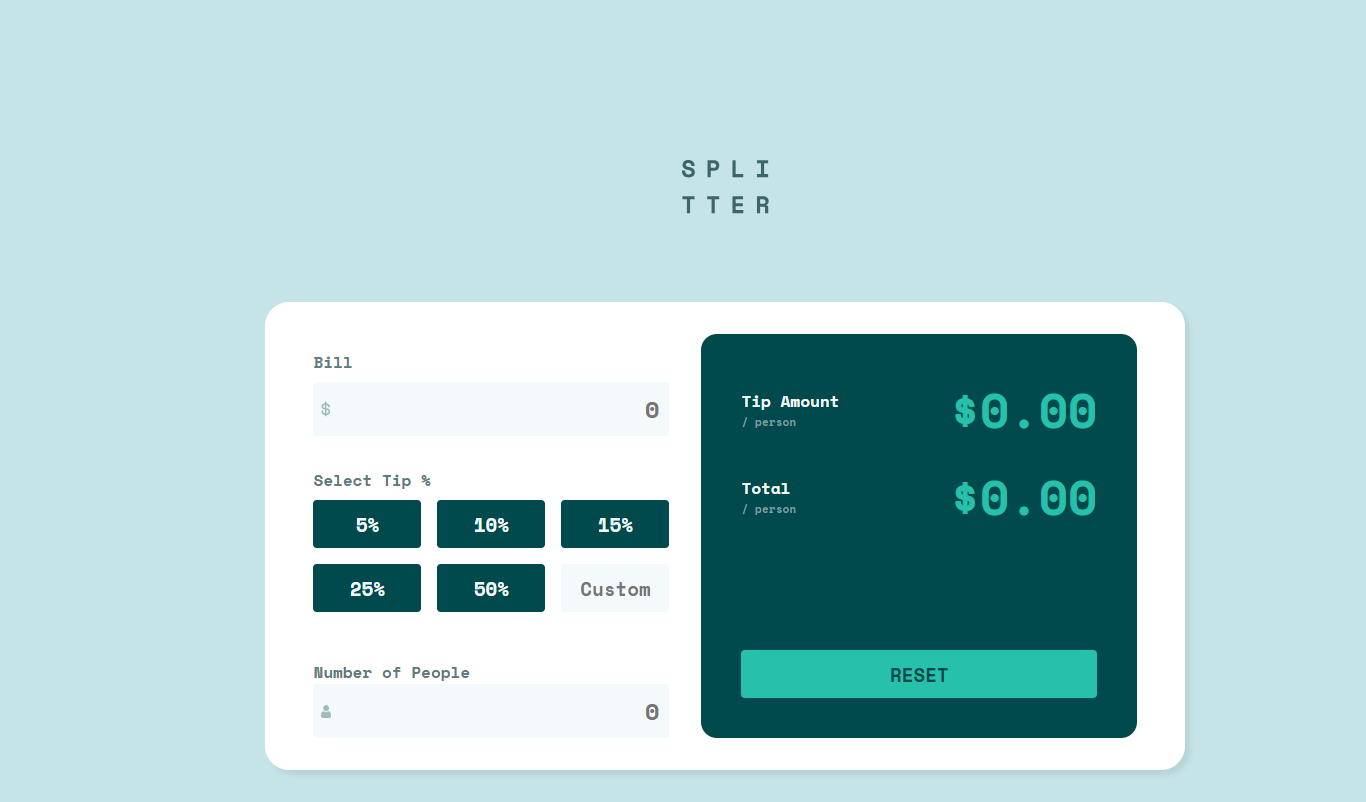 SPLI
TTER
Bill
$ 0
Select Tip %
5% 10% 15%
25% 50% Custom
Number of People
0
Tip Amount
/ person
$0.00
Total
/ person
$0.00
RESET